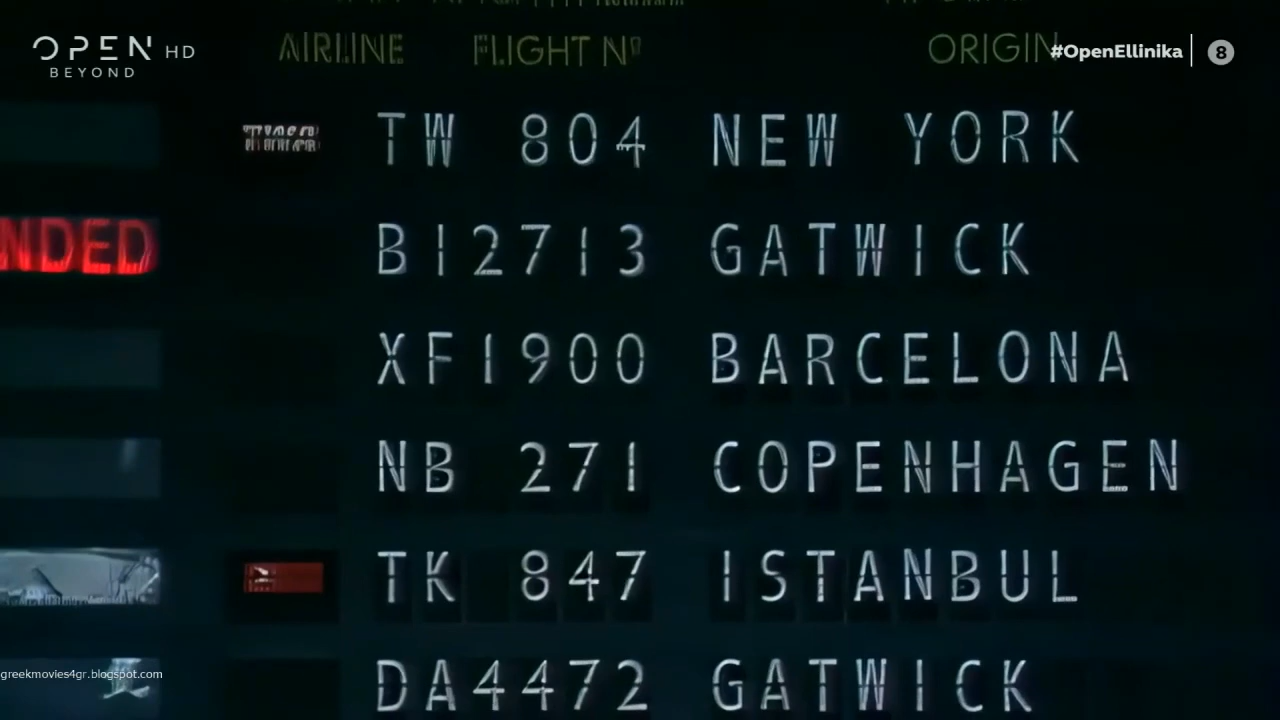 OPEN HD
BEYOND
#OpenEllinika 8
AIRLINE FLIGHT Nº ORIGIN
TW 804 NEW YORK
NDED BI2713 GATWICK
XF1900 BARCELONA
NB 271 COPENHAGEN
TK 847 ISTANBUL
greekmovies4gr.blogspot.com
DA4472 GATWICK